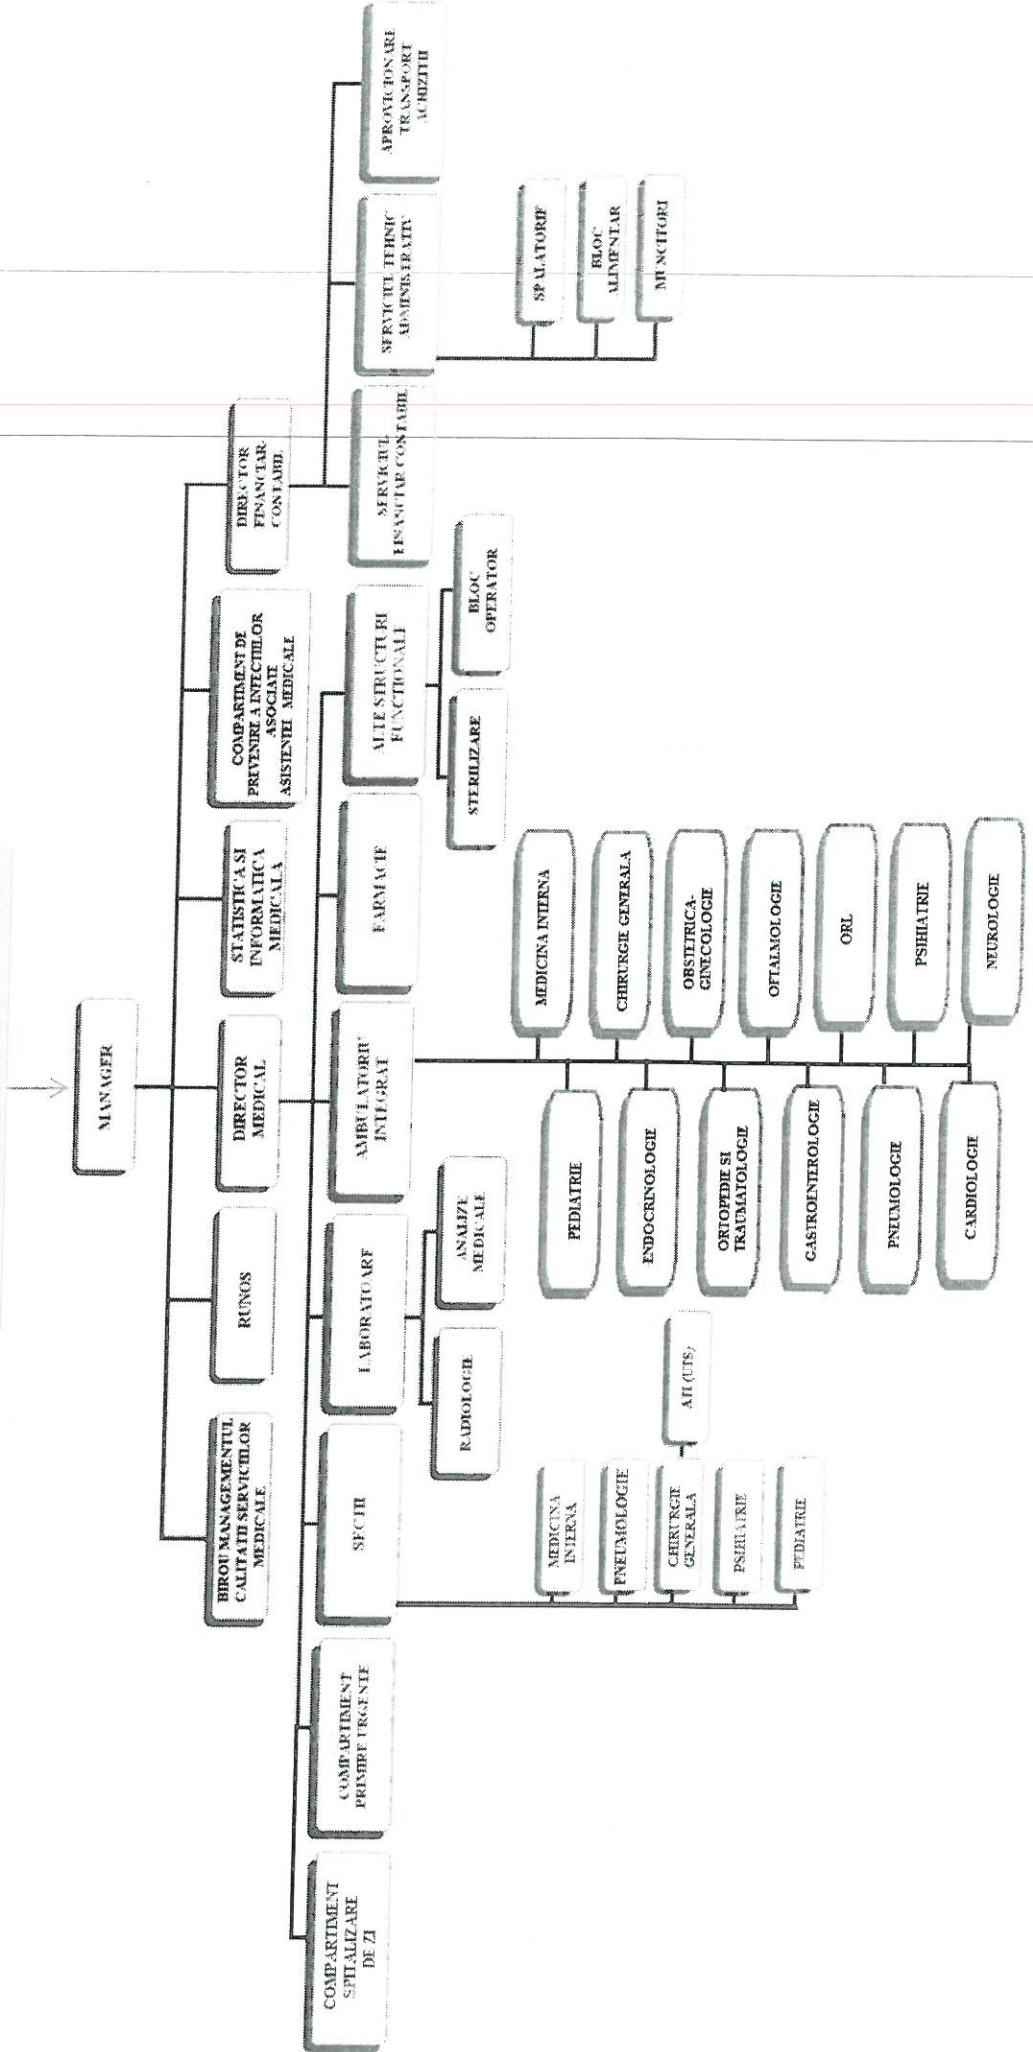 MANAGER
BIROU MANAGEMENTUL
CALITATII SERVICIILOR
MEDICALE
RUNOS
DIRECTOR
MEDICAL
STATISTICA SI
INFORMATICA
MEDICALA
COMPARTIMENT DE
PREVENIRE A INFECTIILOR
ASOCIATE
ASISTENTEI MEDICALE
DIRECTOR
FINANCIAR-
CONTABIL
COMPARTIMENT
SPITALIZARE
DE ZI
COMPARTIMENT
PRIMIRE URGENTE
SECTII
LABORATOARE
AMBULATORIU
INTEGRAT
FARMACIE
ALTE STRUCTURI
FUNCTIONALE
SERVICIUL
FINANCIAR CONTABIL
SERVICIUL TEHNIC
ADMINISTRATIV
APROVICIONARE
TRANSPORT
ACHIZITII
MEDICINA
INTERNA
PNEUMOLOGIE
CHIRURGIE
GENERALA
ATI (UTS)
PSIHIATRIE
PEDIATRIE
RADIOLOGIE
ANALIZE
MEDICALE
PEDIATRIE
ENDOCRINOLOGIE
ORTOPEDIE SI
TRAUMATOLOGIE
GASTROENTEROLOGIE
PNEUMOLOGIE
CARDIOLOGIE
MEDICINA INTERNA
CHIRURGIE GENERALA
OBSTETRICA-
GINECOLOGIE
OFTALMOLOGIE
ORL
PSIHIATRIE
NEUROLOGIE
STERILIZARE
BLOC
OPERATOR
SPALATORIE
BLOC
ALIMENTAR
MUNCITORI